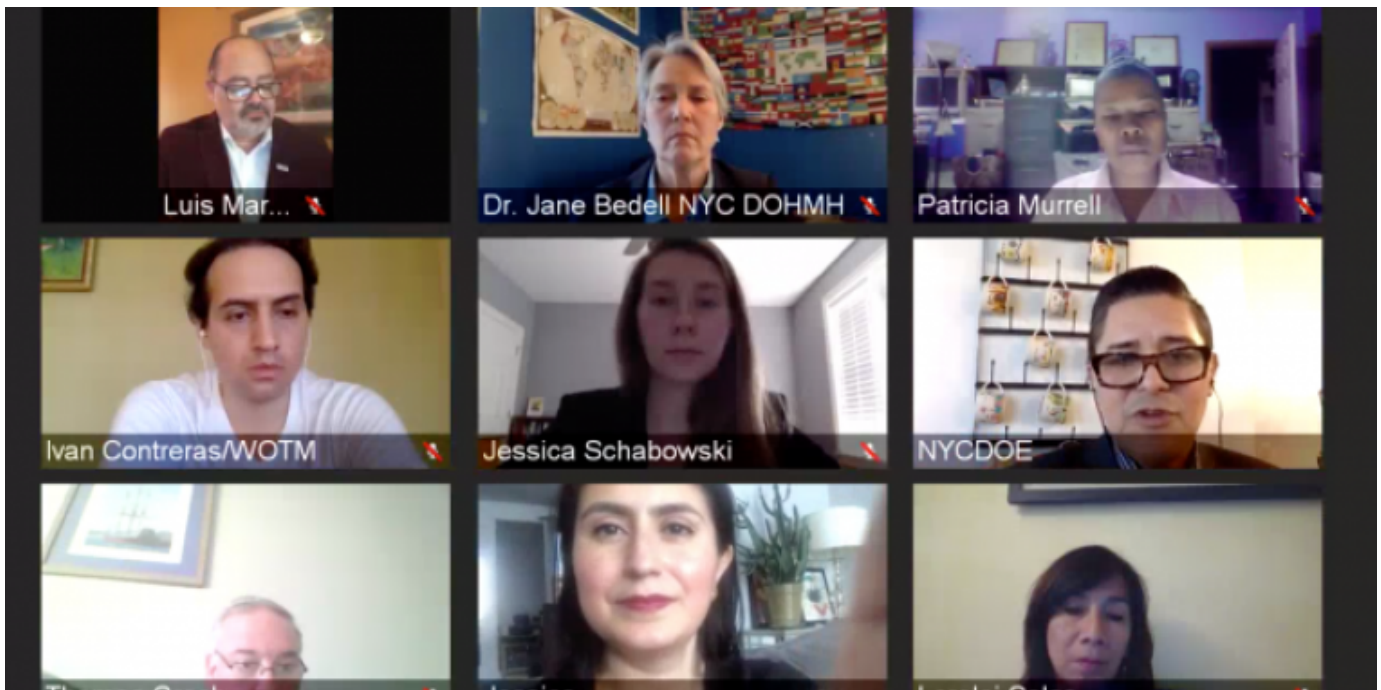 Luis Mar...
Dr. Jane Bedell NYC DOHMH
Patricia Murrell
Ivan Contreras/WOTM
Jessica Schabowski
NYCDOE